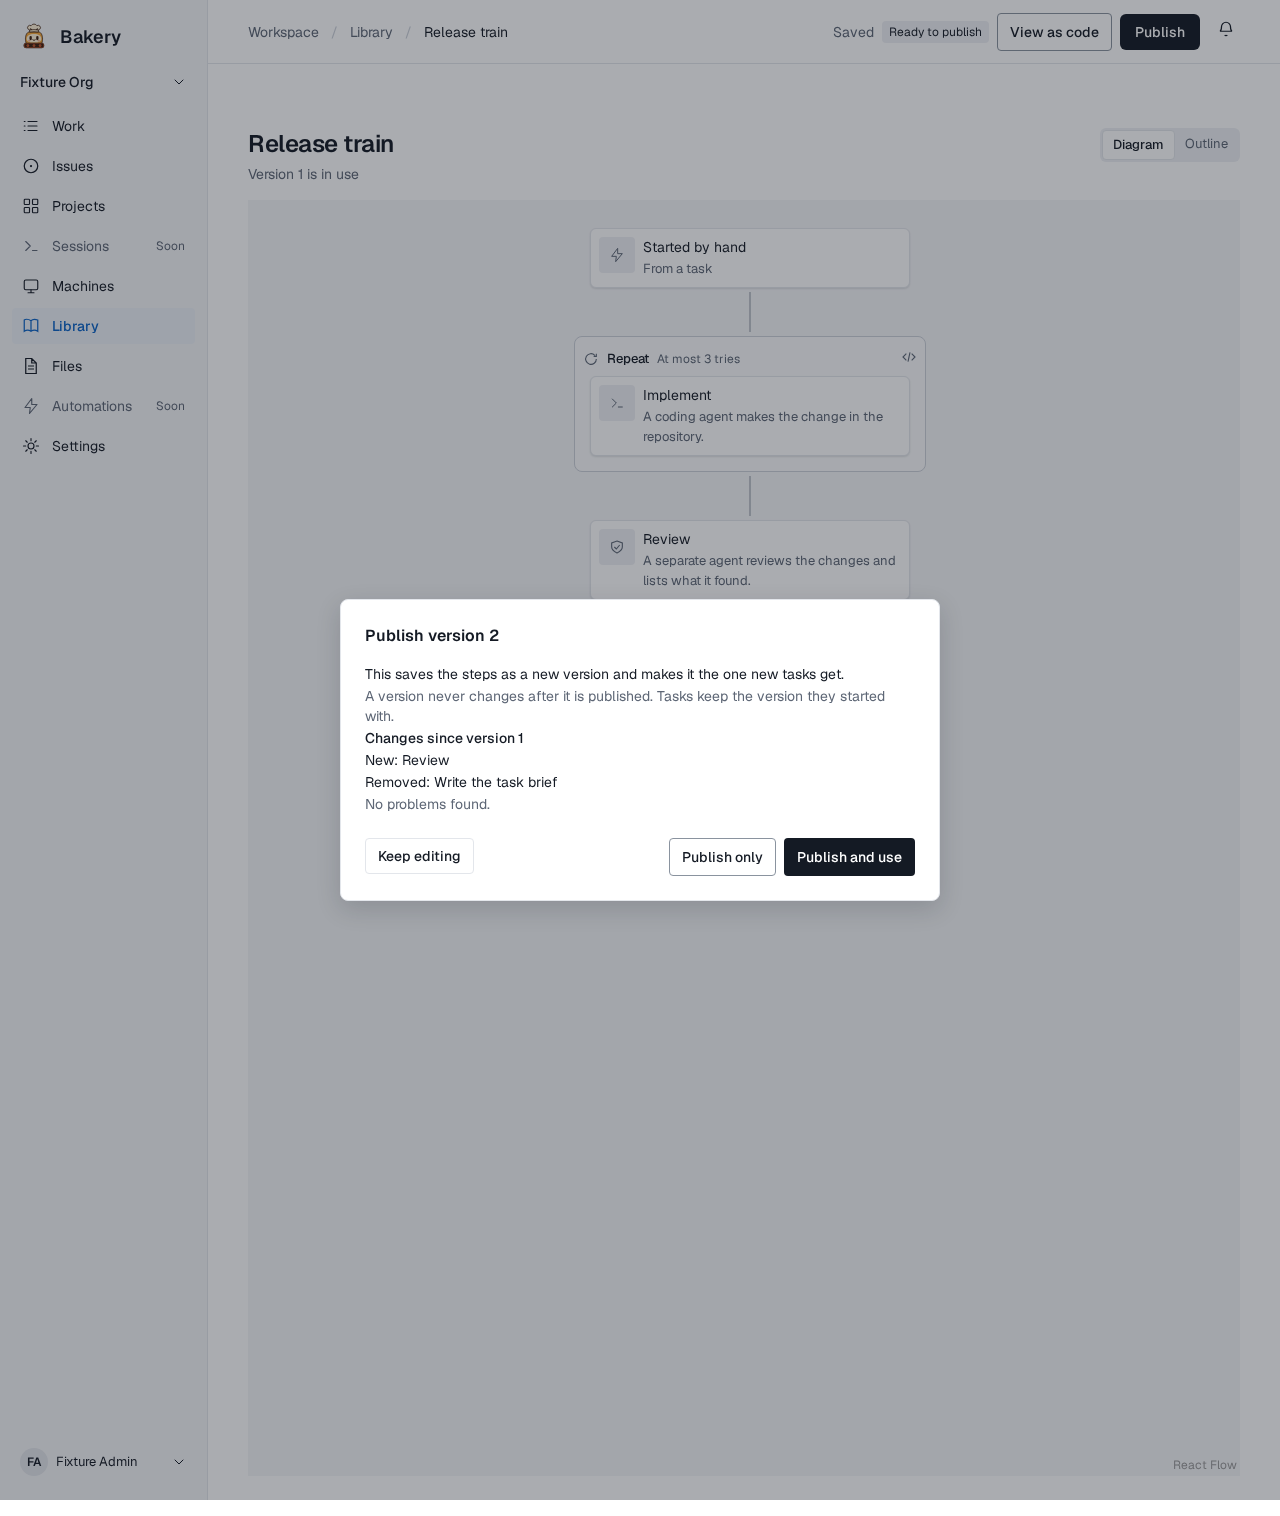 Bakery
Fixture Org
Work
Issues
Projects
Sessions Soon
Machines
Library
Files
Automations Soon
Settings
FA Fixture Admin
Workspace / Library / Release train
Saved Ready to publish View as code Publish
Release train
Version 1 is in use
Diagram Outline
Started by hand
From a task
Repeat At most 3 tries
Implement
A coding agent makes the change in the
repository.
Review
A separate agent reviews the changes and
lists what it found.
Publish version 2
This saves the steps as a new version and makes it the one new tasks get.
A version never changes after it is published. Tasks keep the version they started
with.
Changes since version 1
New: Review
Removed: Write the task brief
No problems found.
Keep editing Publish only Publish and use
React Flow